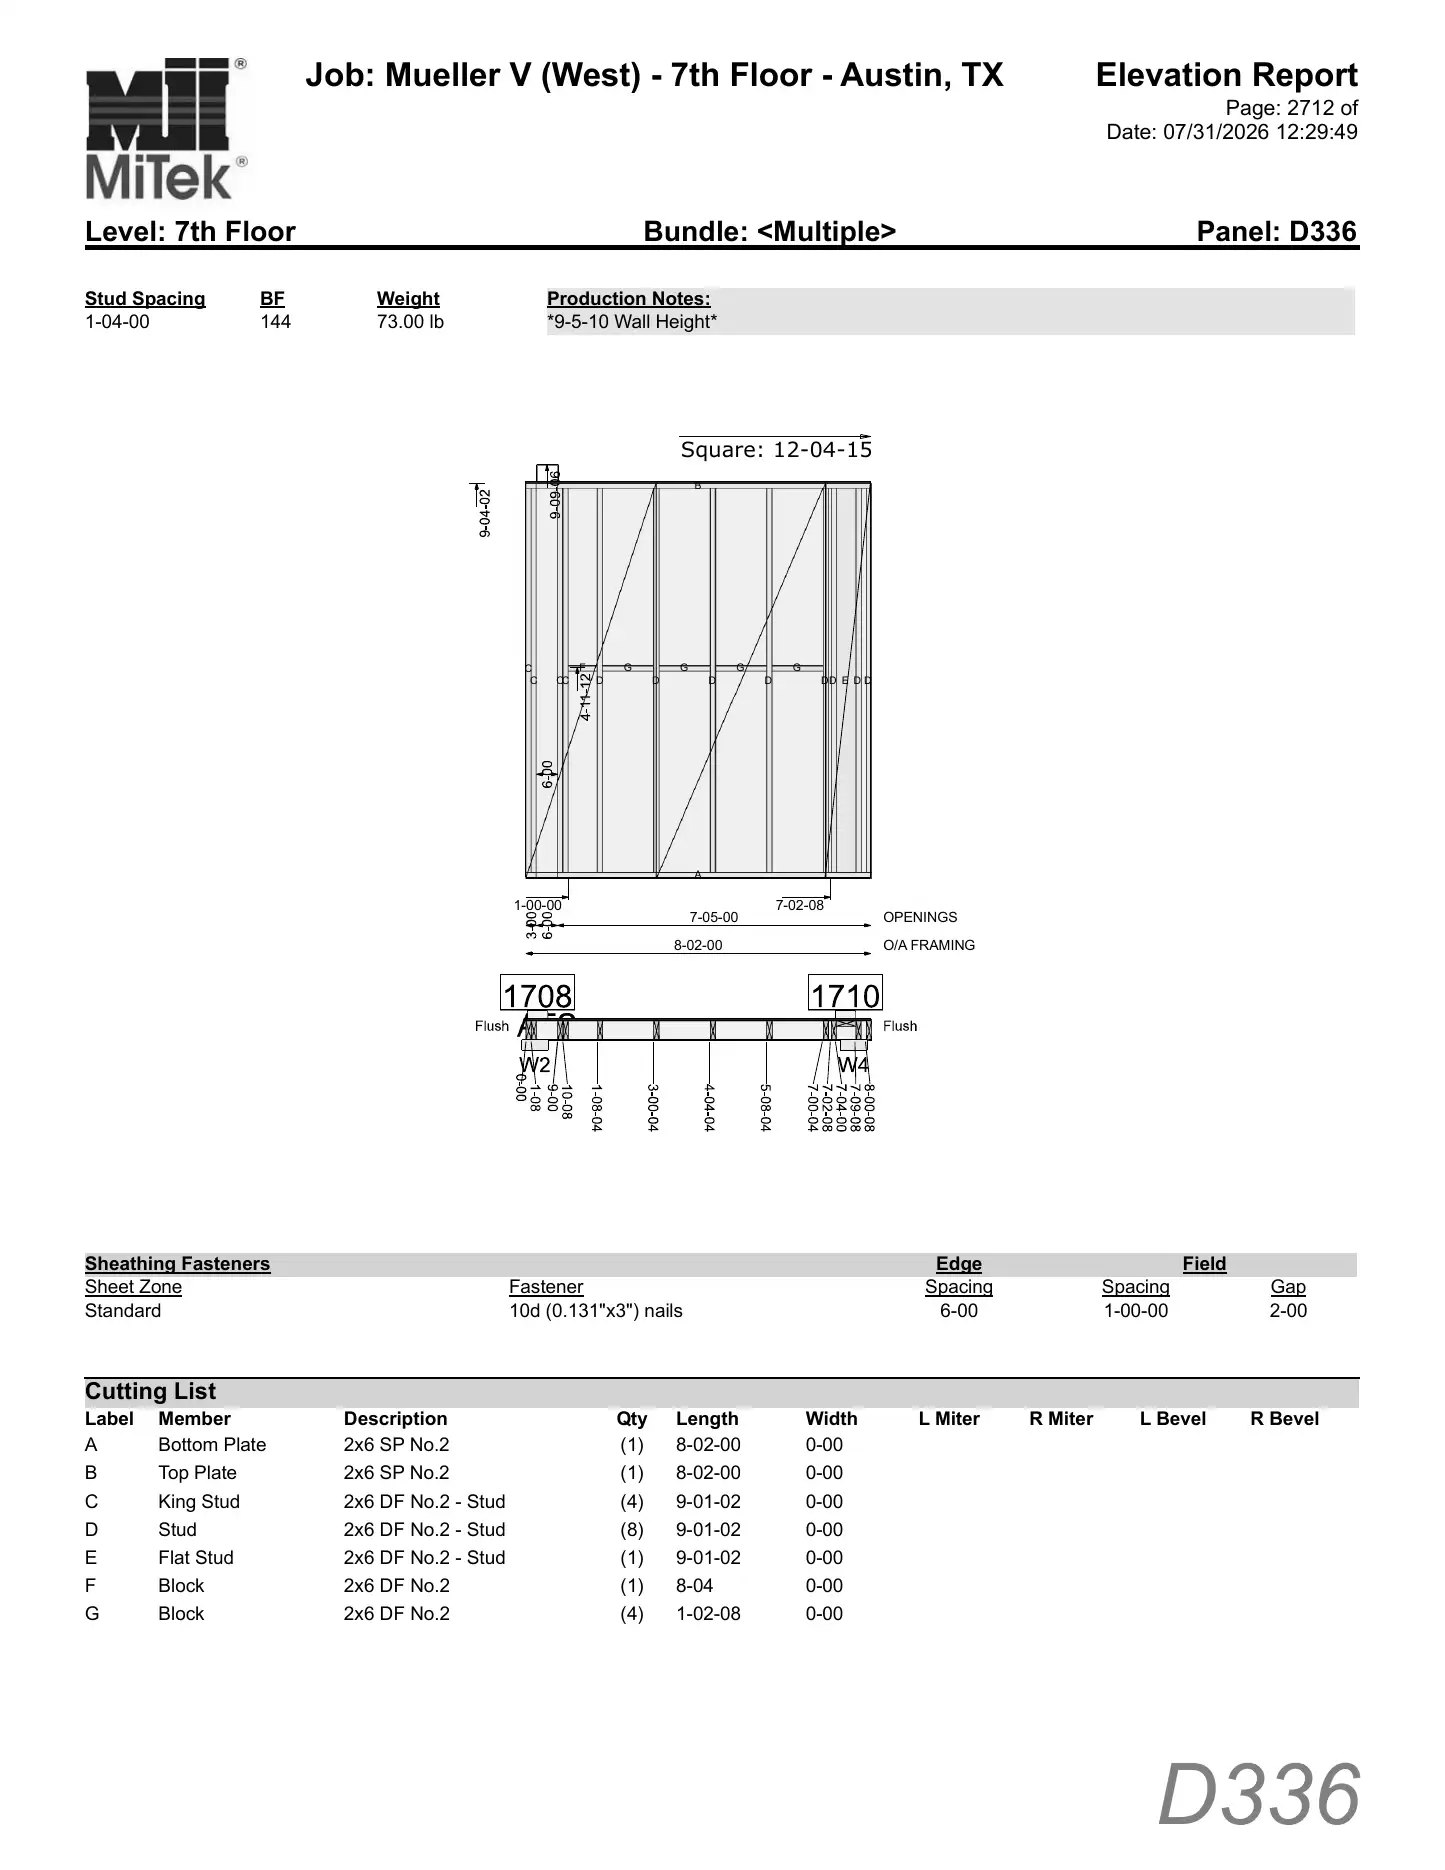 Job: Mueller V (West) - 7th Floor - Austin, TX
Elevation Report
Page: 2712 of
Date: 07/31/2026 12:29:49
MiTek®
Level: 7th Floor Bundle: <Multiple> Panel: D336
Stud Spacing BF Weight Production Notes:
1-04-00 144 73.00 lb *9-5-10 Wall Height*
Square: 12-04-15
9-04-02
9-09-06
B
C F G G G G
C C C D D D D D D E D D
4-11-12
6-00
A
1-00-00 7-02-08
3-00 6-00 7-05-00 OPENINGS
8-02-00 O/A FRAMING
1708 1710
Flush Flush
W2 W4
0-00 1-08 9-00 10-08 1-08-04 3-00-04 4-04-04 5-08-04 7-00-04 7-02-08 7-04-00 7-09-08 8-00-08
Sheathing Fasteners Edge Field
Sheet Zone Fastener Spacing Spacing Gap
Standard 10d (0.131"x3") nails 6-00 1-00-00 2-00
Cutting List
Label Member Description Qty Length Width L Miter R Miter L Bevel R Bevel
A Bottom Plate 2x6 SP No.2 (1) 8-02-00 0-00
B Top Plate 2x6 SP No.2 (1) 8-02-00 0-00
C King Stud 2x6 DF No.2 - Stud (4) 9-01-02 0-00
D Stud 2x6 DF No.2 - Stud (8) 9-01-02 0-00
E Flat Stud 2x6 DF No.2 - Stud (1) 9-01-02 0-00
F Block 2x6 DF No.2 (1) 8-04 0-00
G Block 2x6 DF No.2 (4) 1-02-08 0-00
D336